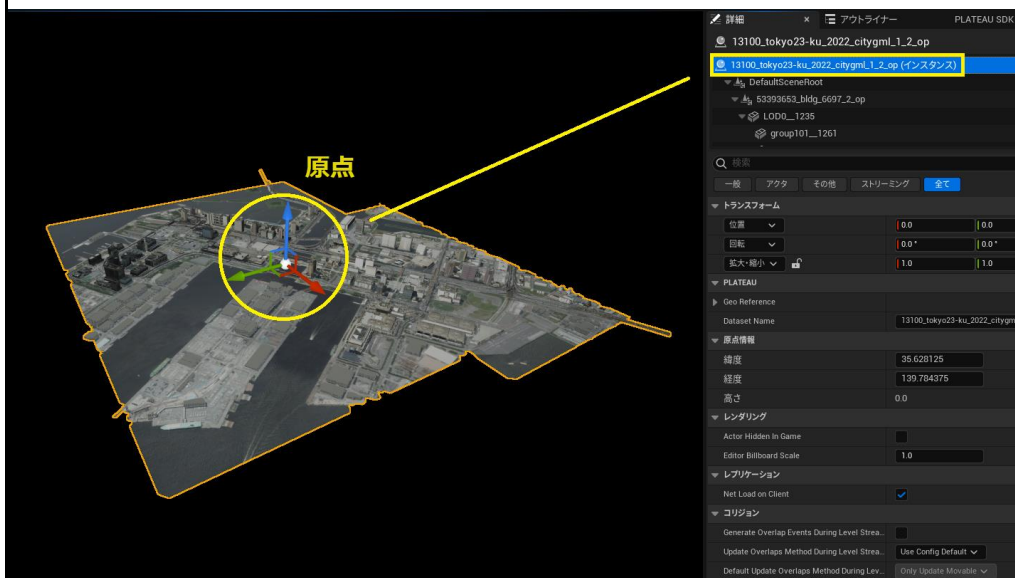 詳細 × アウトライナー PLATEAU SDK
13100_tokyo23-ku_2022_citygml_1_2_op
13100_tokyo23-ku_2022_citygml_1_2_op (インスタンス)
DefaultSceneRoot
53393653_bldg_6697_2_op
LOD0__1235
group101__1261
原点
検索
一般 アクタ その他 ストリーミング 全て
トランスフォーム
位置 0.0 0.0
回転 0.0 ° 0.0 °
拡大・縮小 1.0 1.0
PLATEAU
Geo Reference
Dataset Name 13100_tokyo23-ku_2022_citygm
原点情報
緯度 35.628125
経度 139.784375
高さ 0.0
レンダリング
Actor Hidden In Game
Editor Billboard Scale 1.0
レプリケーション
Net Load on Client
コリジョン
Generate Overlap Events During Level Strea...
Update Overlaps Method During Level Strea... Use Config Default
Default Update Overlaps Method During Lev... Only Update Movable